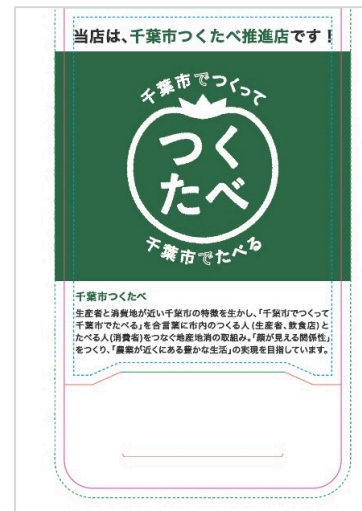 当店は、千葉市つくたべ推進店です！
千葉市でつくって
つく
たべ
千葉市でたべる
千葉市つくたべ
生産者と消費地が近い千葉市の特徴を生かし、「千葉市でつくって
千葉市でたべる」を合言葉に市内のつくる人(生産者、飲食店)と
たべる人(消費者)をつなぐ地産地消の取組み。「顔が見える関係性」
をつくり、「農業が近くにある豊かな生活」の実現を目指しています。